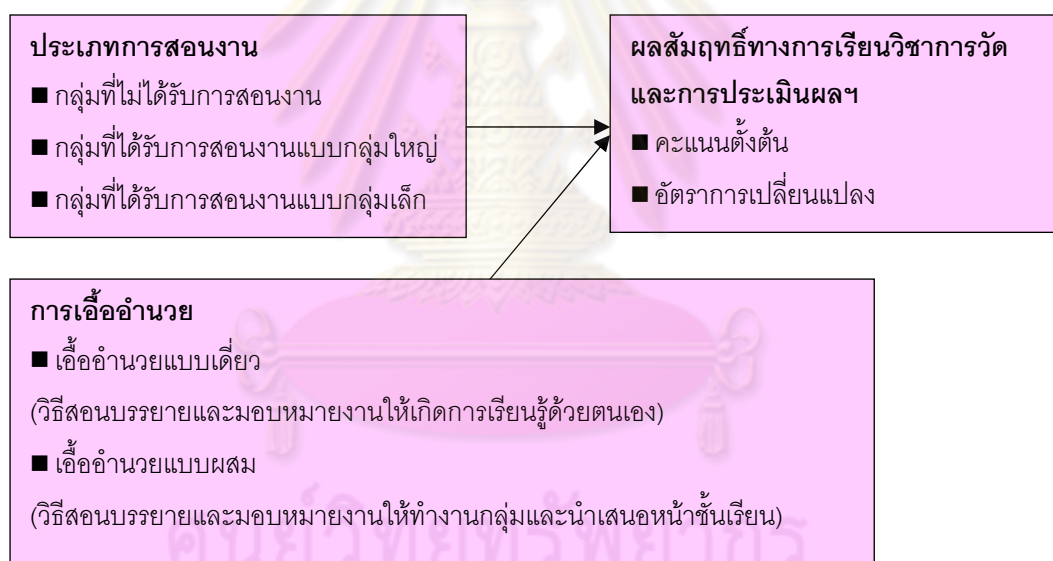 ประเภทการสอนงาน
■ กลุ่มที่ไม่ได้รับการสอนงาน
■ กลุ่มที่ได้รับการสอนงานแบบกลุ่มใหญ่
■ กลุ่มที่ได้รับการสอนงานแบบกลุ่มเล็ก
ผลสัมฤทธิ์ทางการเรียนวิชาการวัด
และการประเมินผลฯ
■ คะแนนตั้งต้น
■ อัตราการเปลี่ยนแปลง
การเอื้ออำนวย
■ เอื้ออำนวยแบบเดี่ยว
(วิธีสอนบรรยายและมอบหมายงานให้เกิดการเรียนรู้ด้วยตนเอง)
■ เอื้ออำนวยแบบผสม
(วิธีสอนบรรยายและมอบหมายงานให้ทำงานกลุ่มและนำเสนอหน้าชั้นเรียน)
ศูนย์วิทยทรัพยากร